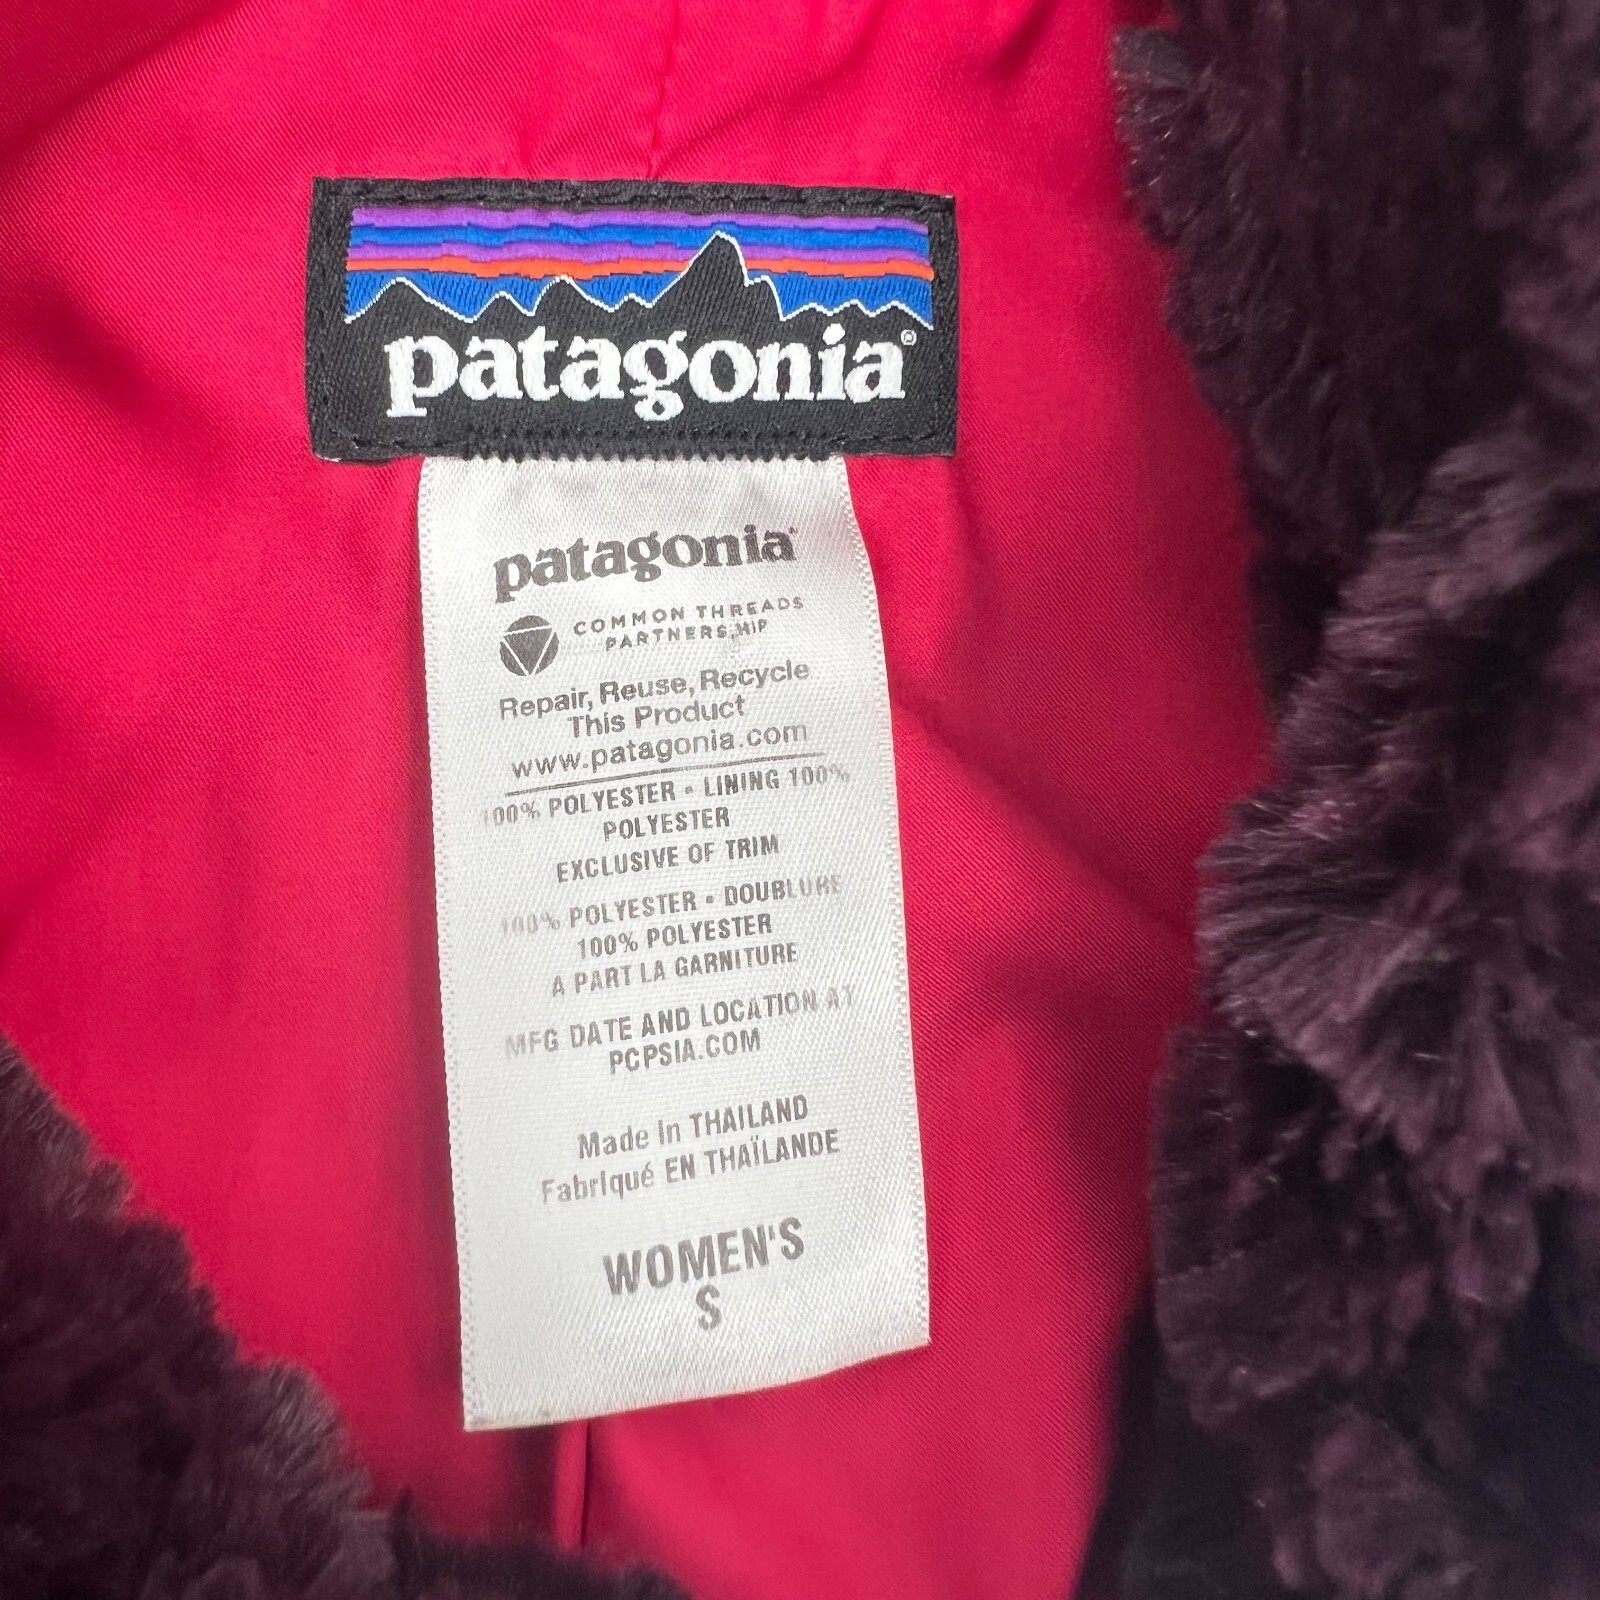 patagonia®
patagonia®
COMMON THREADS
PARTNERSHIP
Repair, Reuse, Recycle
This Product
www.patagonia.com
100% POLYESTER • LINING 100%
POLYESTER
EXCLUSIVE OF TRIM
100% POLYESTER • DOUBLURE
100% POLYESTER
A PART LA GARNITURE
MFG DATE AND LOCATION AT
PCPSIA.COM
Made in THAILAND
Fabriqué EN THAÏLANDE
WOMEN'S
S